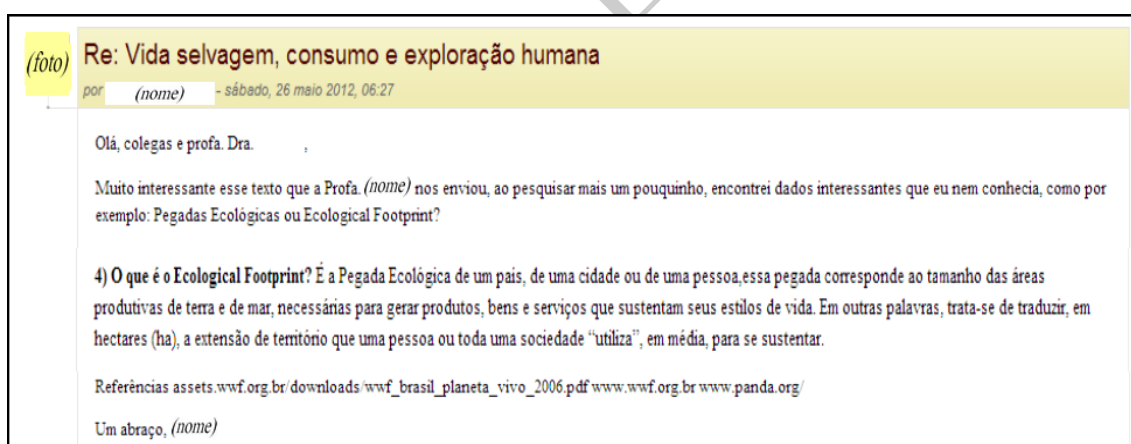 (foto) Re: Vida selvagem, consumo e exploração humana
por (nome) - sábado, 26 maio 2012, 06:27
Olá, colegas e profa. Dra. ,
Muito interessante esse texto que a Profa. (nome) nos enviou, ao pesquisar mais um pouquinho, encontrei dados interessantes que eu nem conhecia, como por
exemplo: Pegadas Ecológicas ou Ecological Footprint?
4) O que é o Ecological Footprint? É a Pegada Ecológica de um país, de uma cidade ou de uma pessoa,essa pegada corresponde ao tamanho das áreas
produtivas de terra e de mar, necessárias para gerar produtos, bens e serviços que sustentam seus estilos de vida. Em outras palavras, trata-se de traduzir, em
hectares (ha), a extensão de território que uma pessoa ou toda uma sociedade “utiliza”, em média, para se sustentar.
Referências assets.wwf.org.br/downloads/wwf_brasil_planeta_vivo_2006.pdf www.wwf.org.br www.panda.org/
Um abraço, (nome)